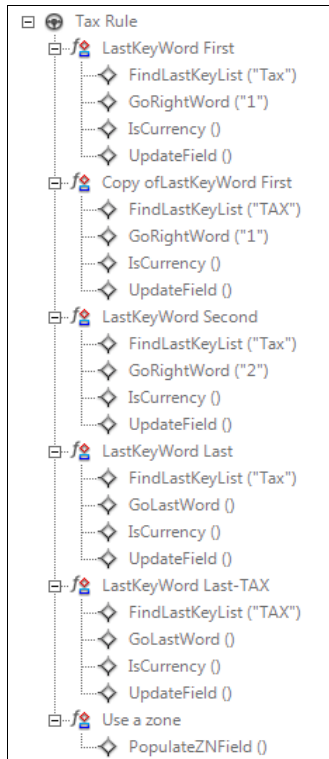 Tax Rule
LastKeyWord First
FindLastKeyList ("Tax")
GoRightWord ("1")
IsCurrency ()
UpdateField ()
Copy ofLastKeyWord First
FindLastKeyList ("TAX")
GoRightWord ("1")
IsCurrency ()
UpdateField ()
LastKeyWord Second
FindLastKeyList ("Tax")
GoRightWord ("2")
IsCurrency ()
UpdateField ()
LastKeyWord Last
FindLastKeyList ("Tax")
GoLastWord ()
IsCurrency ()
UpdateField ()
LastKeyWord Last-TAX
FindLastKeyList ("TAX")
GoLastWord ()
IsCurrency ()
UpdateField ()
Use a zone
PopulateZNField ()